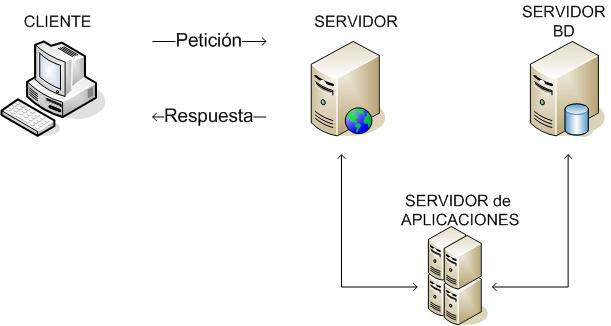 CLIENTE
Petición
Respuesta
SERVIDOR
SERVIDOR
BD
SERVIDOR de
APLICACIONES